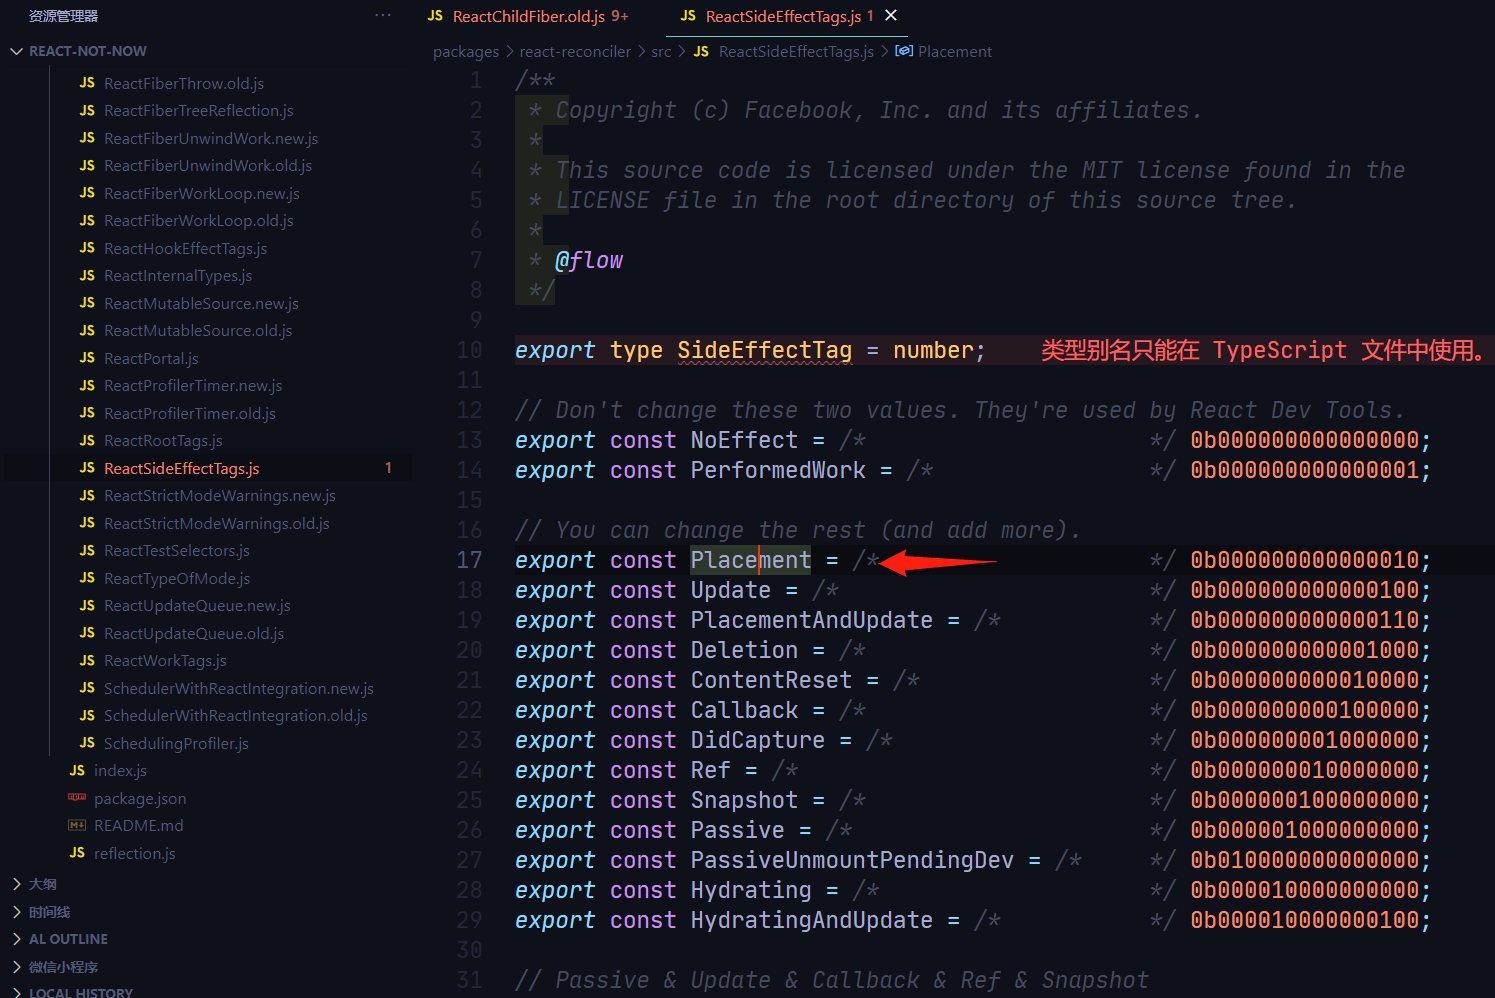 资源管理器
REACT-NOT-NOW
JS ReactFiberThrow.old.js
JS ReactFiberTreeReflection.js
JS ReactFiberUnwindWork.new.js
JS ReactFiberUnwindWork.old.js
JS ReactFiberWorkLoop.new.js
JS ReactFiberWorkLoop.old.js
JS ReactHookEffectTags.js
JS ReactInternalTypes.js
JS ReactMutableSource.new.js
JS ReactMutableSource.old.js
JS ReactPortal.js
JS ReactProfilerTimer.new.js
JS ReactProfilerTimer.old.js
JS ReactRootTags.js
JS ReactSideEffectTags.js 1
JS ReactStrictModeWarnings.new.js
JS ReactStrictModeWarnings.old.js
JS ReactTestSelectors.js
JS ReactTypeOfMode.js
JS ReactUpdateQueue.new.js
JS ReactUpdateQueue.old.js
JS ReactWorkTags.js
JS SchedulerWithReactIntegration.new.js
JS SchedulerWithReactIntegration.old.js
JS SchedulingProfiler.js
JS index.js
package.json
README.md
JS reflection.js
大纲
时间线
AL OUTLINE
微信小程序
LOCAL HISTORY
JS ReactChildFiber.old.js 9+
JS ReactSideEffectTags.js 1
packages > react-reconciler > src > JS ReactSideEffectTags.js > Placement
1 /**
2 * Copyright (c) Facebook, Inc. and its affiliates.
3 *
4 * This source code is licensed under the MIT license found in the
5 * LICENSE file in the root directory of this source tree.
6 *
7 * @flow
8 */
9
10 export type SideEffectTag = number; 类型别名只能在 TypeScript 文件中使用。
11
12 // Don't change these two values. They're used by React Dev Tools.
13 export const NoEffect = /* */ 0b000000000000000;
14 export const PerformedWork = /* */ 0b000000000000001;
15
16 // You can change the rest (and add more).
17 export const Placement = /* */ 0b000000000000010;
18 export const Update = /* */ 0b000000000000100;
19 export const PlacementAndUpdate = /* */ 0b000000000000110;
20 export const Deletion = /* */ 0b000000000001000;
21 export const ContentReset = /* */ 0b000000000010000;
22 export const Callback = /* */ 0b000000000100000;
23 export const DidCapture = /* */ 0b000000001000000;
24 export const Ref = /* */ 0b000000010000000;
25 export const Snapshot = /* */ 0b000000100000000;
26 export const Passive = /* */ 0b000001000000000;
27 export const PassiveUnmountPendingDev = /* */ 0b010000000000000;
28 export const Hydrating = /* */ 0b000010000000000;
29 export const HydratingAndUpdate = /* */ 0b000010000000100;
30
31 // Passive & Update & Callback & Ref & Snapshot